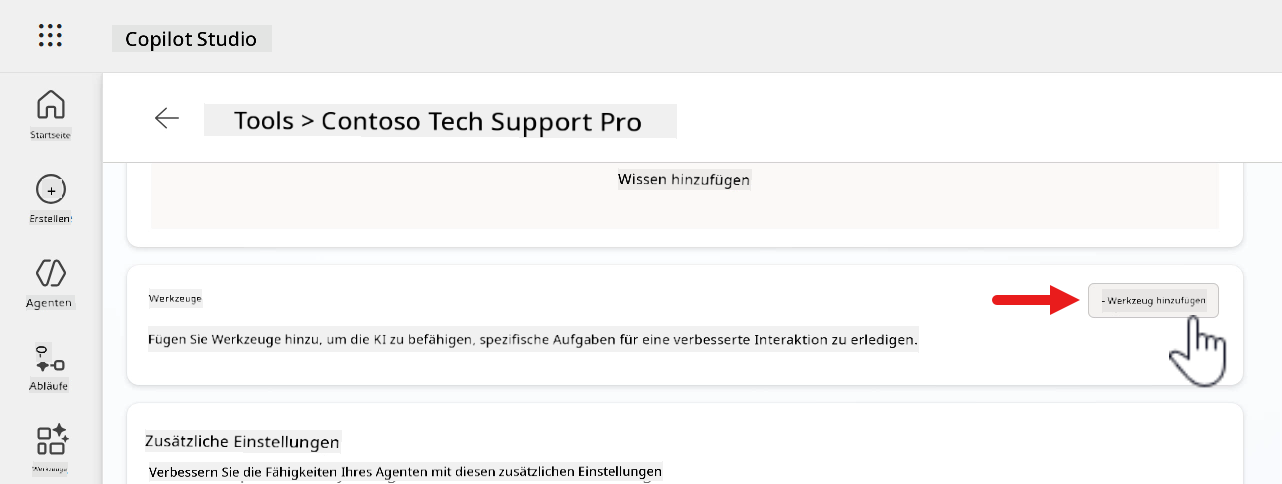 Copilot Studio
Tools > Contoso Tech Support Pro
Startseite
Erstellen
Agenten
Abläufe
Werkzeuge
Wissen hinzufügen
Werkzeuge
- Werkzeug hinzufügen
Fügen Sie Werkzeuge hinzu, um die KI zu befähigen, spezifische Aufgaben für eine verbesserte Interaktion zu erledigen.
Zusätzliche Einstellungen
Verbessern Sie die Fähigkeiten Ihres Agenten mit diesen zusätzlichen Einstellungen